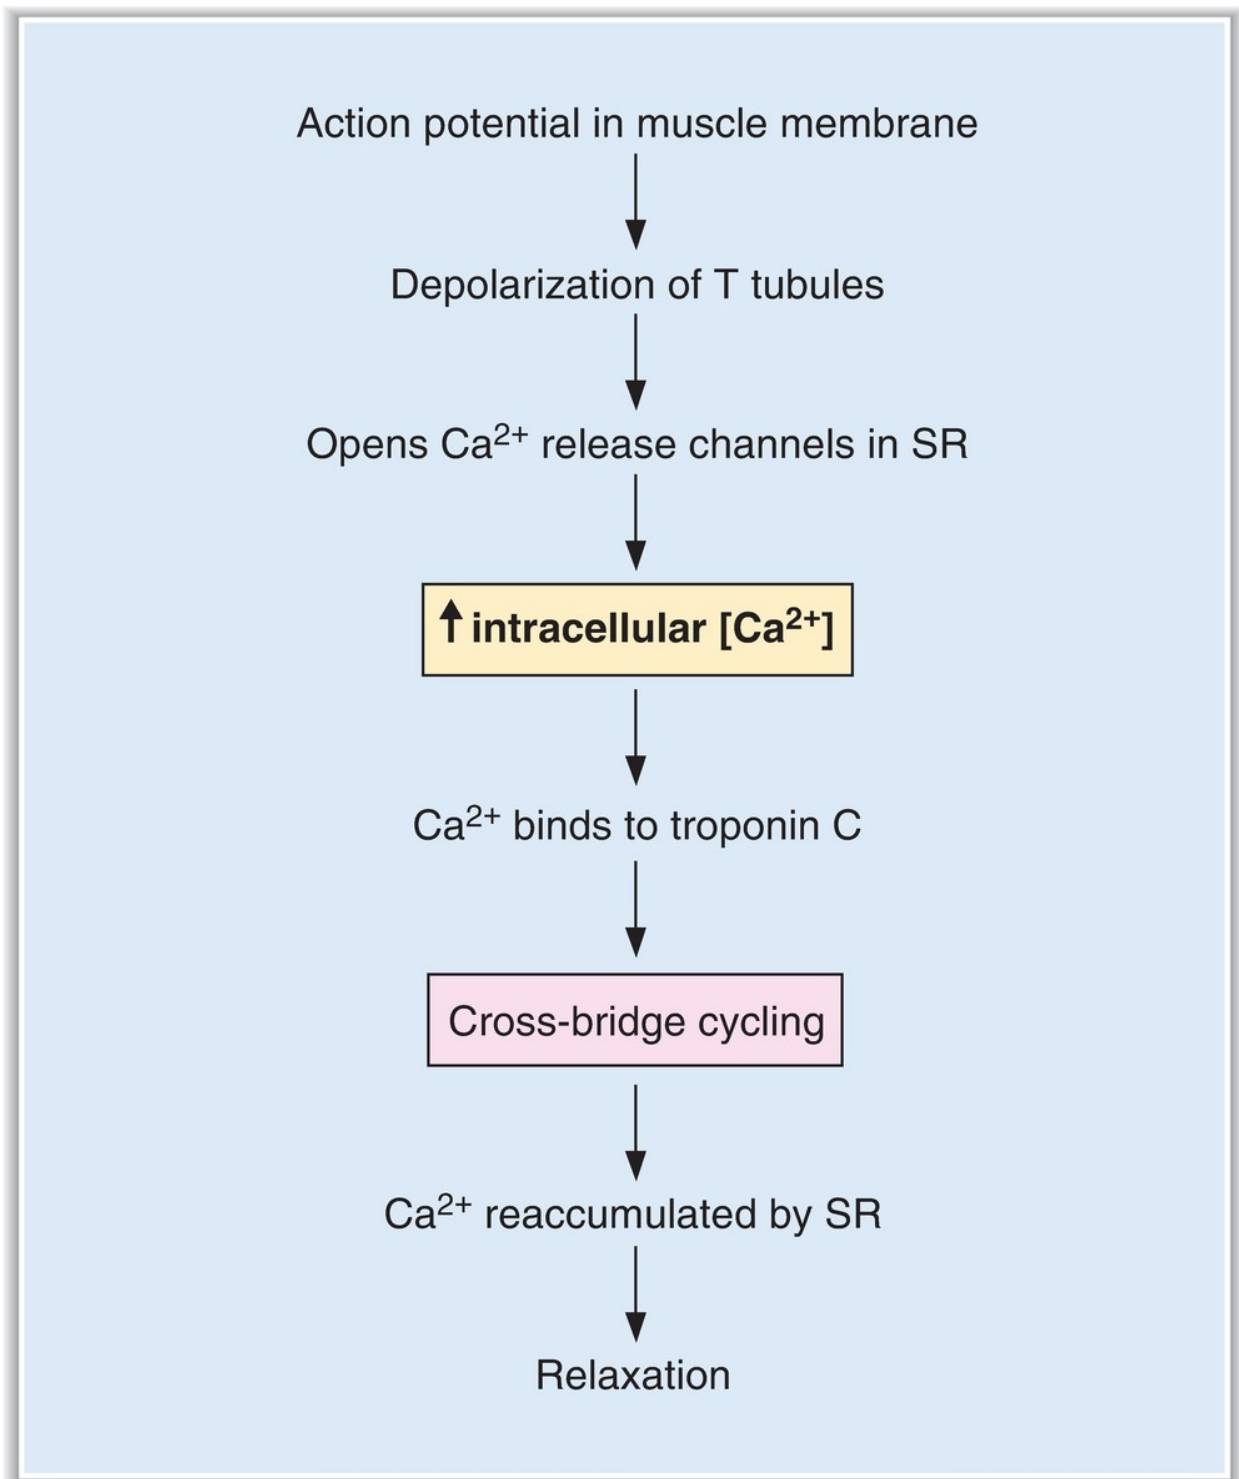 Action potential in muscle membrane
Depolarization of T tubules
Opens Ca²⁺ release channels in SR
↑ intracellular [Ca²⁺]
Ca²⁺ binds to troponin C
Cross-bridge cycling
Ca²⁺ reaccumulated by SR
Relaxation